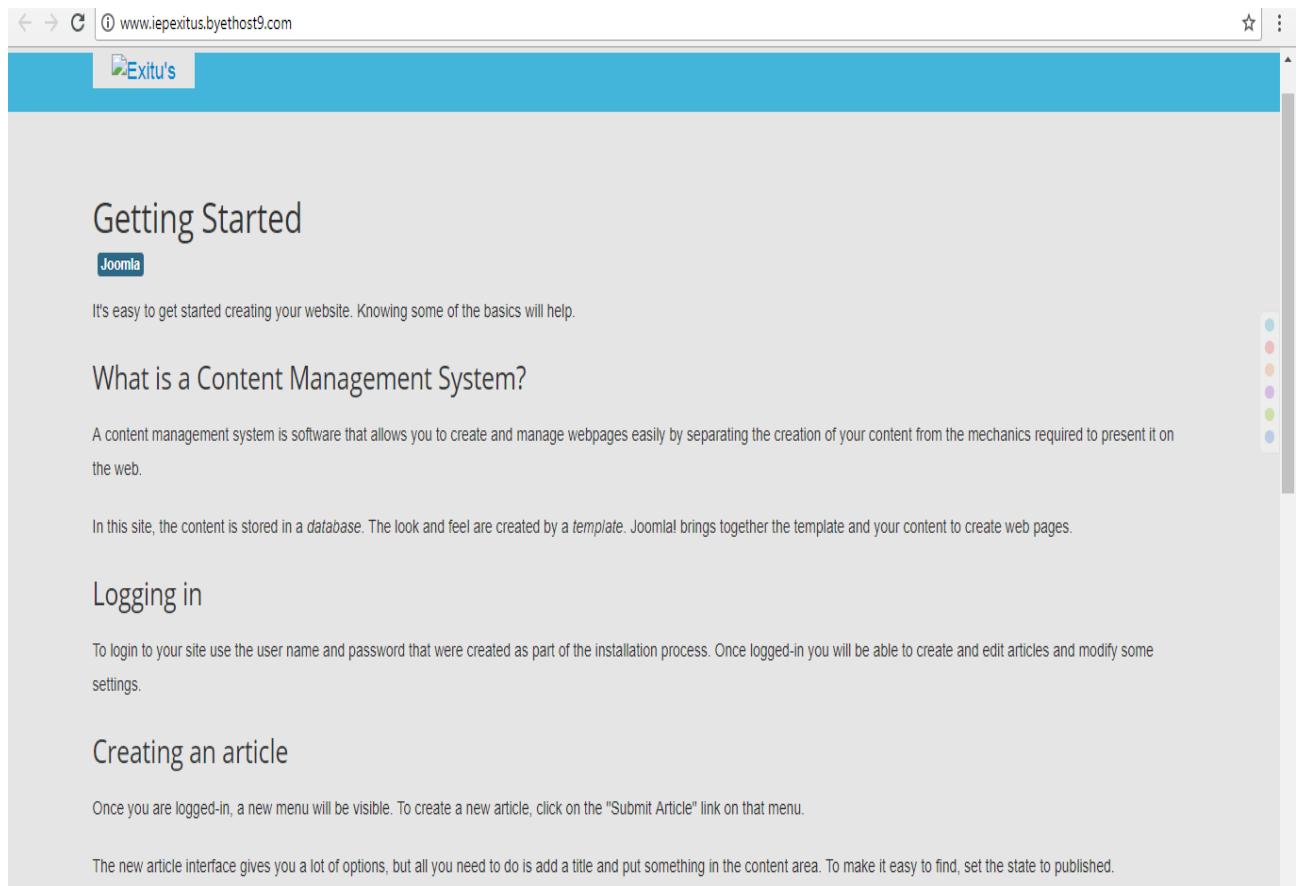 www.iepexitus.byethost9.com
Exitu's
Getting Started
Joomla
It's easy to get started creating your website. Knowing some of the basics will help.
What is a Content Management System?
A content management system is software that allows you to create and manage webpages easily by separating the creation of your content from the mechanics required to present it on
the web.
In this site, the content is stored in a database. The look and feel are created by a template. Joomla! brings together the template and your content to create web pages.
Logging in
To login to your site use the user name and password that were created as part of the installation process. Once logged-in you will be able to create and edit articles and modify some
settings.
Creating an article
Once you are logged-in, a new menu will be visible. To create a new article, click on the "Submit Article" link on that menu.
The new article interface gives you a lot of options, but all you need to do is add a title and put something in the content area. To make it easy to find, set the state to published.